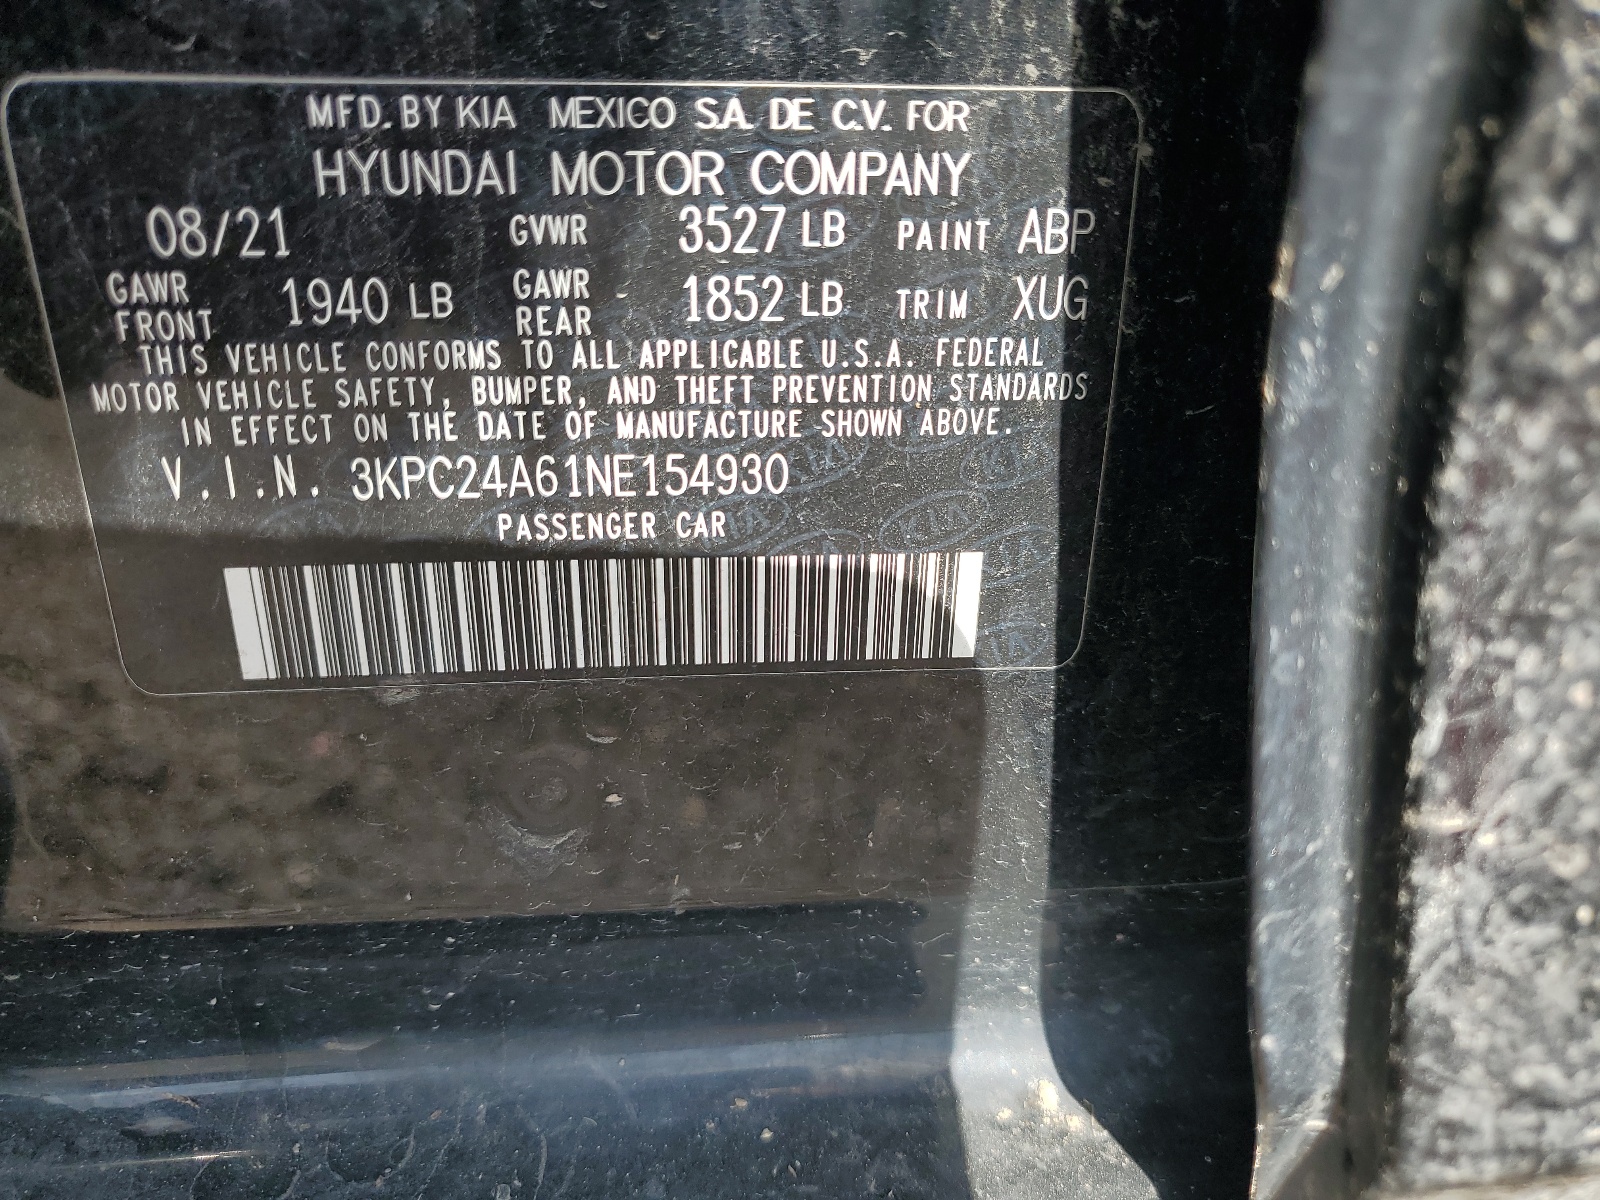 MFD. BY KIA MEXICO S.A. DE C.V. FOR
HYUNDAI MOTOR COMPANY
08/21 GVWR 3527 LB PAINT ABP
GAWR FRONT 1940 LB GAWR REAR 1852 LB TRIM XUG
THIS VEHICLE CONFORMS TO ALL APPLICABLE U.S.A. FEDERAL
MOTOR VEHICLE SAFETY, BUMPER, AND THEFT PREVENTION STANDARDS
IN EFFECT ON THE DATE OF MANUFACTURE SHOWN ABOVE.
V.I.N. 3KPC24A61NE154930
PASSENGER CAR